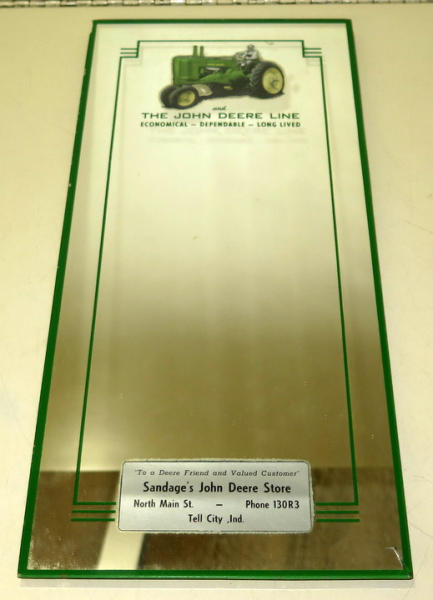 and
THE JOHN DEERE LINE
ECONOMICAL — DEPENDABLE — LONG LIVED
"To a Deere Friend and Valued Customer"
Sandage's John Deere Store
North Main St. — Phone 130R3
Tell City ,Ind.